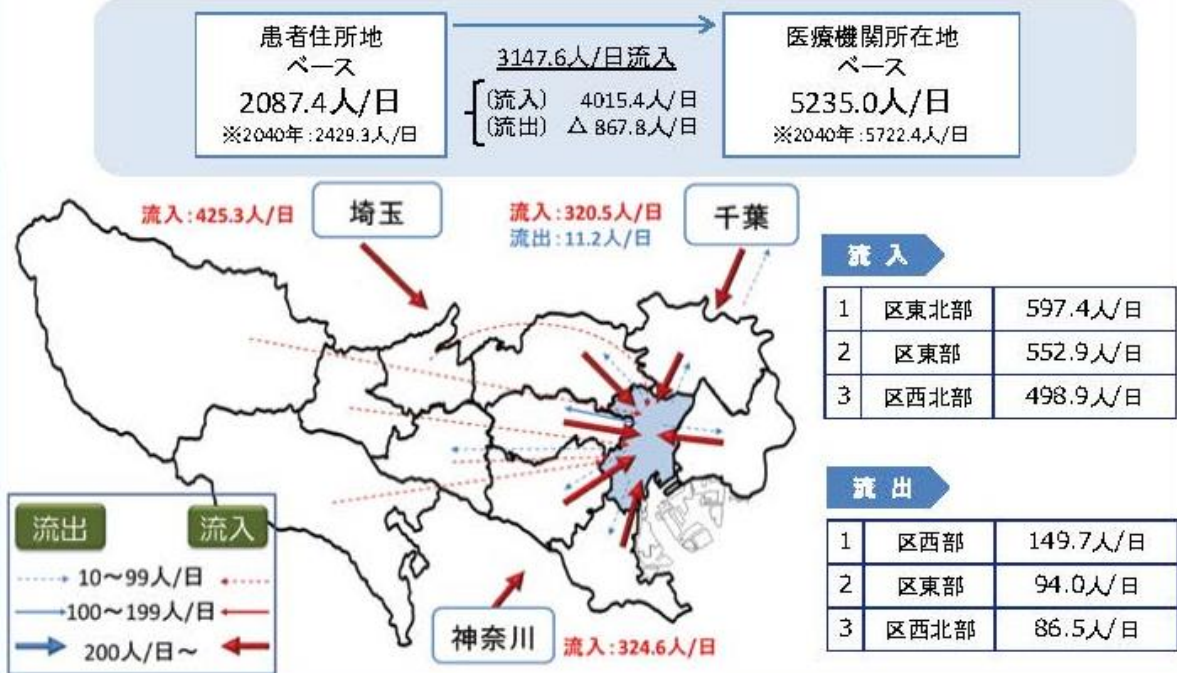 患者住所地
ベース
2087.4人/日
※2040年:2429.3人/日
3147.6人/日流入
(流入) 4015.4人/日
(流出) △867.8人/日
医療機関所在地
ベース
5235.0人/日
※2040年:5722.4人/日
流入:425.3人/日
埼玉
流入:320.5人/日
流出:11.2人/日
千葉
流入
1 区東北部 597.4人/日
2 区東部 552.9人/日
3 区西北部 498.9人/日
流出
1 区西部 149.7人/日
2 区東部 94.0人/日
3 区西北部 86.5人/日
流出 流入
10~99人/日
100~199人/日
200人/日~
神奈川
流入:324.6人/日